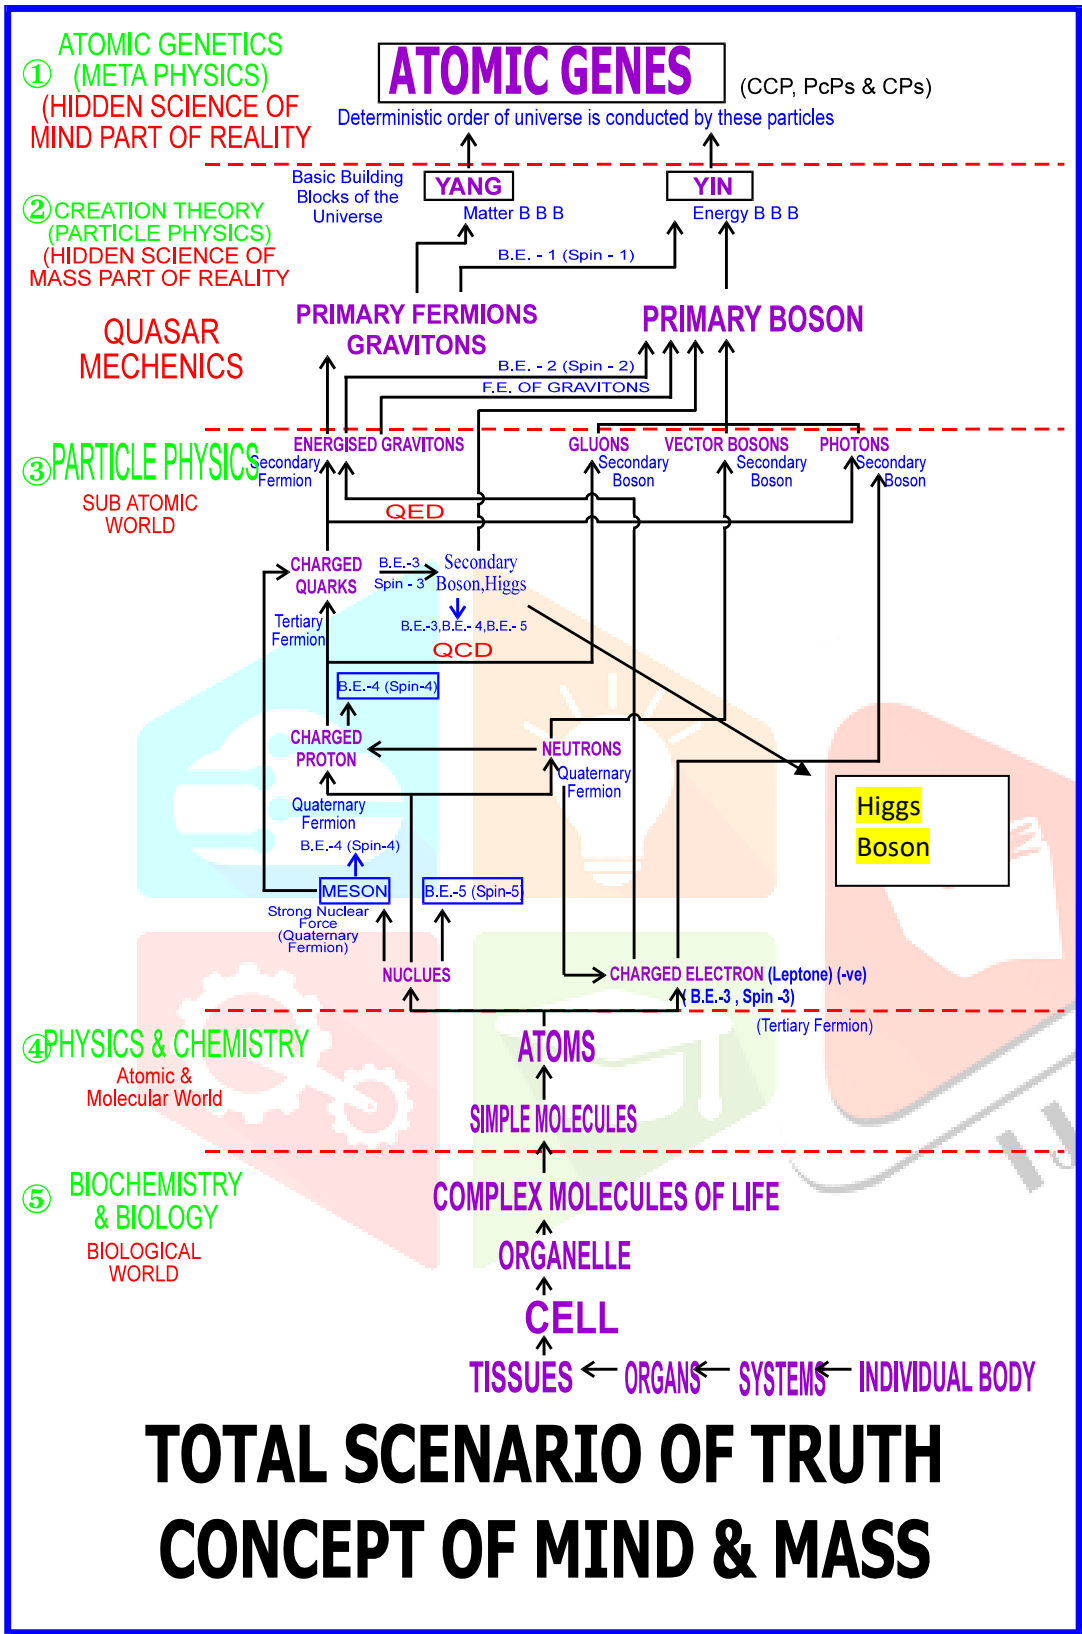 ATOMIC GENETICS
① (META PHYSICS)
(HIDDEN SCIENCE OF
MIND PART OF REALITY
ATOMIC GENES
(CCP, PcPs & CPs)
Deterministic order of universe is conducted by these particles
Basic Building
Blocks of the
Universe
YANG
Matter B B B
YIN
Energy B B B
② CREATION THEORY
(PARTICLE PHYSICS)
(HIDDEN SCIENCE OF
MASS PART OF REALITY
B.E. - 1 (Spin - 1)
QUASAR
MECHENICS
PRIMARY FERMIONS
GRAVITONS
PRIMARY BOSON
B.E. - 2 (Spin - 2)
F.E. OF GRAVITONS
③ PARTICLE PHYSICS
SUB ATOMIC
WORLD
ENERGISED GRAVITONS
Secondary
Fermion
GLUONS
Secondary
Boson
VECTOR BOSONS
Secondary
Boson
PHOTONS
Secondary
Boson
QED
CHARGED
QUARKS
B.E.-3
Spin - 3
Secondary
Boson,Higgs
B.E.-3,B.E.- 4,B.E.- 5
Tertiary
Fermion
QCD
B.E.-4 (Spin-4)
CHARGED
PROTON
NEUTRONS
Quaternary
Fermion
Quaternary
Fermion
Higgs
Boson
B.E.-4 (Spin-4)
MESON
B.E.-5 (Spin-5)
Strong Nuclear
Force
(Quaternary
Fermion)
NUCLUES
CHARGED ELECTRON (Leptone) (-ve)
( B.E.-3 , Spin -3)
(Tertiary Fermion)
④ PHYSICS & CHEMISTRY
Atomic &
Molecular World
ATOMS
SIMPLE MOLECULES
⑤ BIOCHEMISTRY
& BIOLOGY
BIOLOGICAL
WORLD
COMPLEX MOLECULES OF LIFE
ORGANELLE
CELL
TISSUES ORGANS SYSTEMS INDIVIDUAL BODY
TOTAL SCENARIO OF TRUTH
CONCEPT OF MIND & MASS